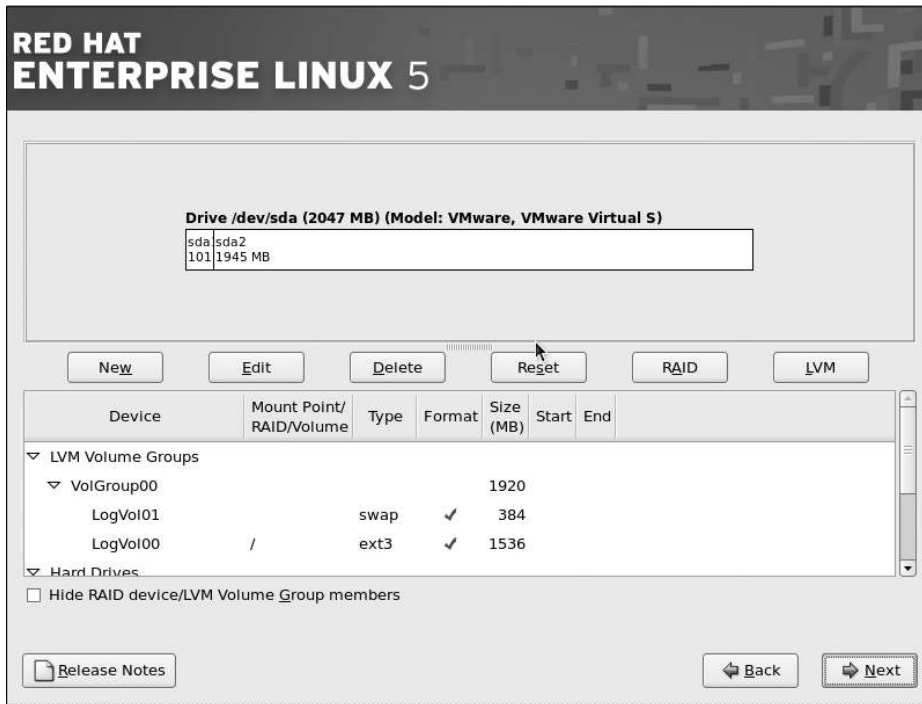 RED HAT
ENTERPRISE LINUX 5
Drive /dev/sda (2047 MB) (Model: VMware, VMware Virtual S)
sda1 sda2
101 1945 MB
New Edit Delete Reset RAID LVM
Device Mount Point/ RAID/Volume Type Format Size (MB) Start End
LVM Volume Groups
VolGroup00 1920
LogVol01 swap 384
LogVol00 / ext3 1536
Hard Drives
Hide RAID device/LVM Volume Group members
Release Notes Back Next